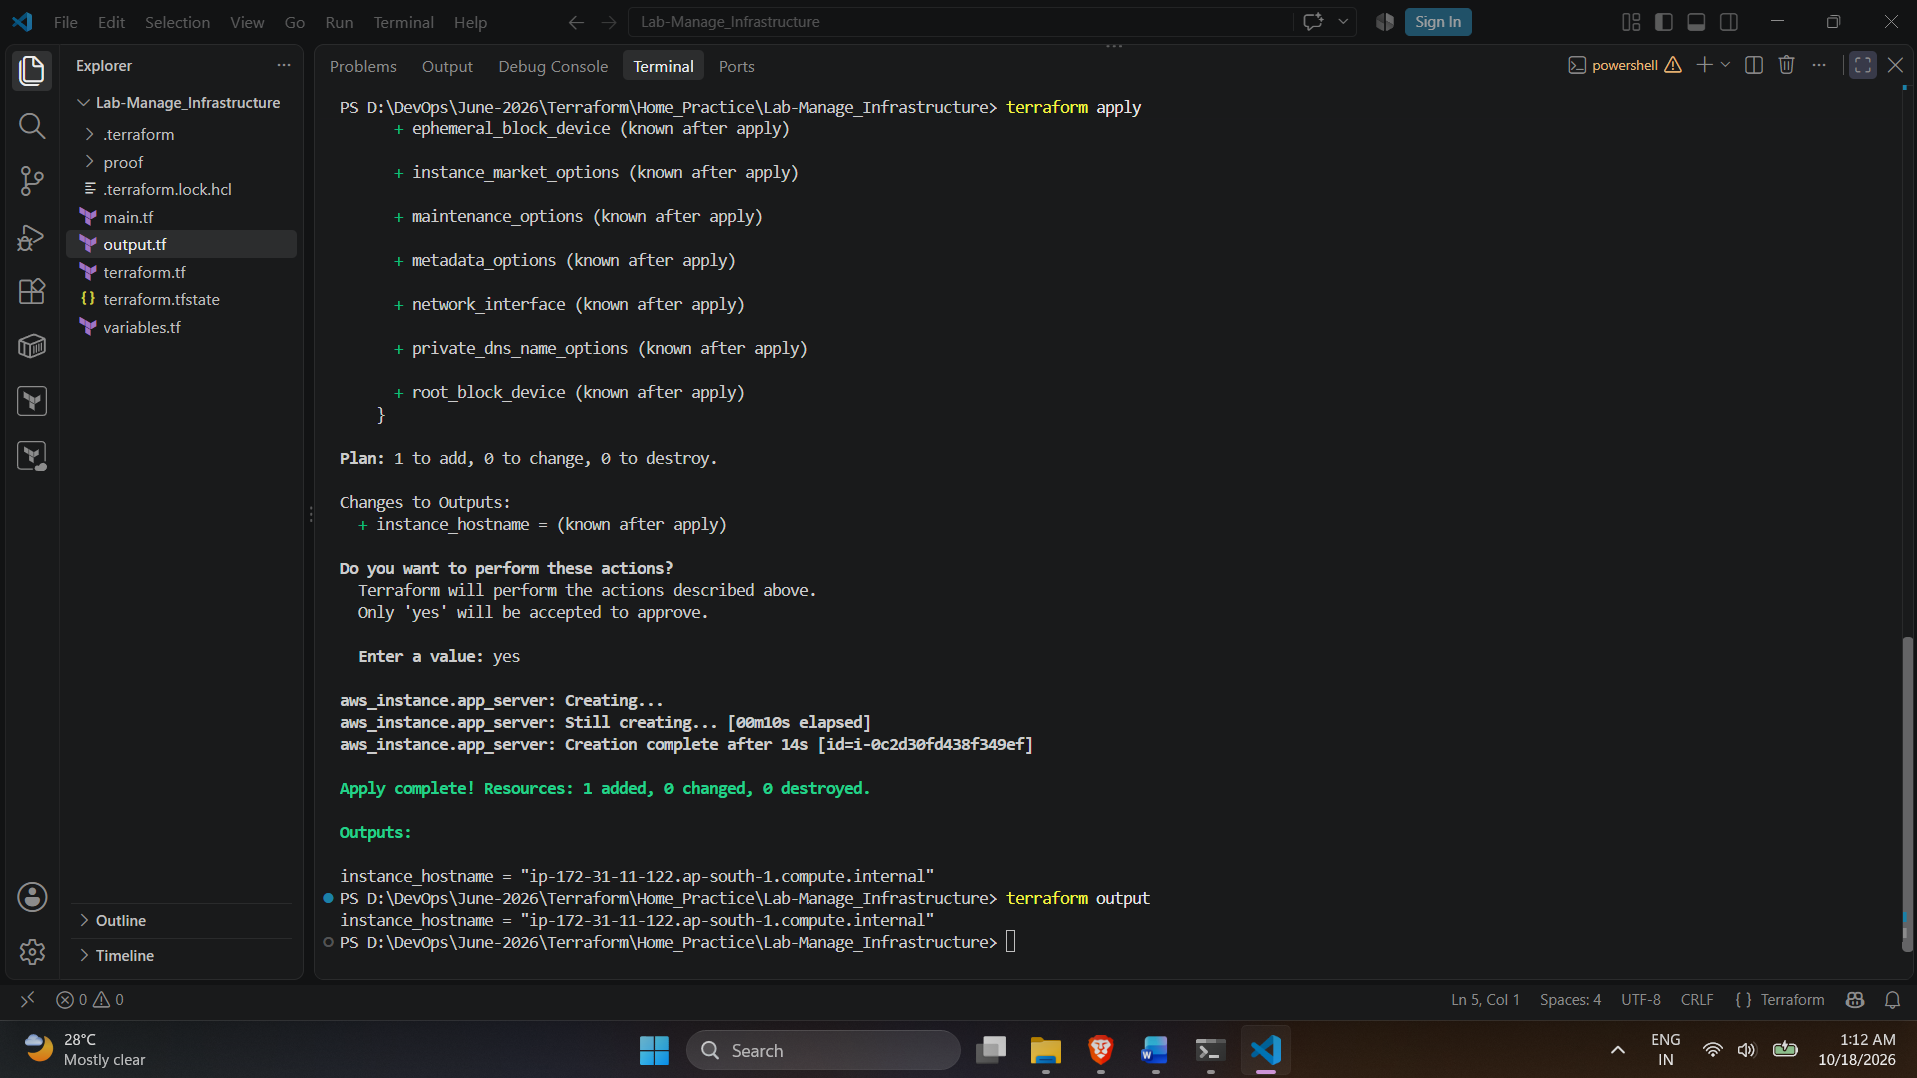 File Edit Selection View Go Run Terminal Help
Lab-Manage_Infrastructure
Sign In
Explorer
Lab-Manage_Infrastructure
.terraform
proof
.terraform.lock.hcl
main.tf
output.tf
terraform.tf
terraform.tfstate
variables.tf
Outline
Timeline
Problems Output Debug Console Terminal Ports
powershell
PS D:\DevOps\June-2026\Terraform\Home_Practice\Lab-Manage_Infrastructure> terraform apply
+ ephemeral_block_device (known after apply)
+ instance_market_options (known after apply)
+ maintenance_options (known after apply)
+ metadata_options (known after apply)
+ network_interface (known after apply)
+ private_dns_name_options (known after apply)
+ root_block_device (known after apply)
}
Plan: 1 to add, 0 to change, 0 to destroy.
Changes to Outputs:
+ instance_hostname = (known after apply)
Do you want to perform these actions?
Terraform will perform the actions described above.
Only 'yes' will be accepted to approve.
Enter a value: yes
aws_instance.app_server: Creating...
aws_instance.app_server: Still creating... [00m10s elapsed]
aws_instance.app_server: Creation complete after 14s [id=i-0c2d30fd438f349ef]
Apply complete! Resources: 1 added, 0 changed, 0 destroyed.
Outputs:
instance_hostname = "ip-172-31-11-122.ap-south-1.compute.internal"
PS D:\DevOps\June-2026\Terraform\Home_Practice\Lab-Manage_Infrastructure> terraform output
instance_hostname = "ip-172-31-11-122.ap-south-1.compute.internal"
PS D:\DevOps\June-2026\Terraform\Home_Practice\Lab-Manage_Infrastructure>
0 0
Ln 5, Col 1 Spaces: 4 UTF-8 CRLF { } Terraform
28°C
Mostly clear
Search
ENG
IN
1:12 AM
10/18/2026